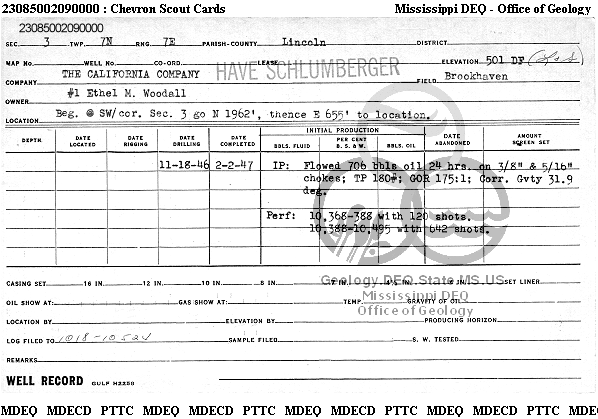 23085002090000 : Chevron Scout Cards Mississippi DEQ - Office of Geology
23085002090000
SEC. 3 TWP. 7N RNG. 7E PARISH-COUNTY Lincoln DISTRICT
MAP NO. WELL NO. CO-ORD. LEASE ELEVATION 501 DF
COMPANY THE CALIFORNIA COMPANY HAVE SCHLUMBERGER FIELD Brookhaven
OWNER #1 Ethel M. Woodall
LOCATION Beg. @ SW/cor. Sec. 3 go N 1962', thence E 655' to location.
DEPTH DATE LOCATED DATE RIGGING DATE DRILLING DATE COMPLETED INITIAL PRODUCTION BBLS. FLUID PER CENT B. S. & W. BBLS. OIL DATE ABANDONED AMOUNT SCREEN SET
11-18-46 2-2-47 IP: Flowed 706 bbls oil 24 hrs. on 3/8" & 5/16"
chokes; TP 180#; GOR 175:1; Corr. Gvty 31.9
deg.
Perf: 10,368-388 with 120 shots.
10,388-10,495 with 642 shots.
CASING SET: 16 IN. 12 IN. 10 IN. 8 IN. 7 IN. 4½ IN. IN. SET LINER
Geology.DEQ.State.MS.US
OIL SHOW AT: GAS SHOW AT: TEMP. GRAVITY OF OIL
Mississippi DEQ
Office of Geology
LOCATION BY ELEVATION BY PRODUCING HORIZON
LOG FILED TO 1018-10524 SAMPLE FILED S. W. TESTED
REMARKS
WELL RECORD GULF H2258
MDEQ MDECD PTTC MDEQ MDECD PTTC MDEQ MDECD PTTC MDEQ MDECD PTTC MDE